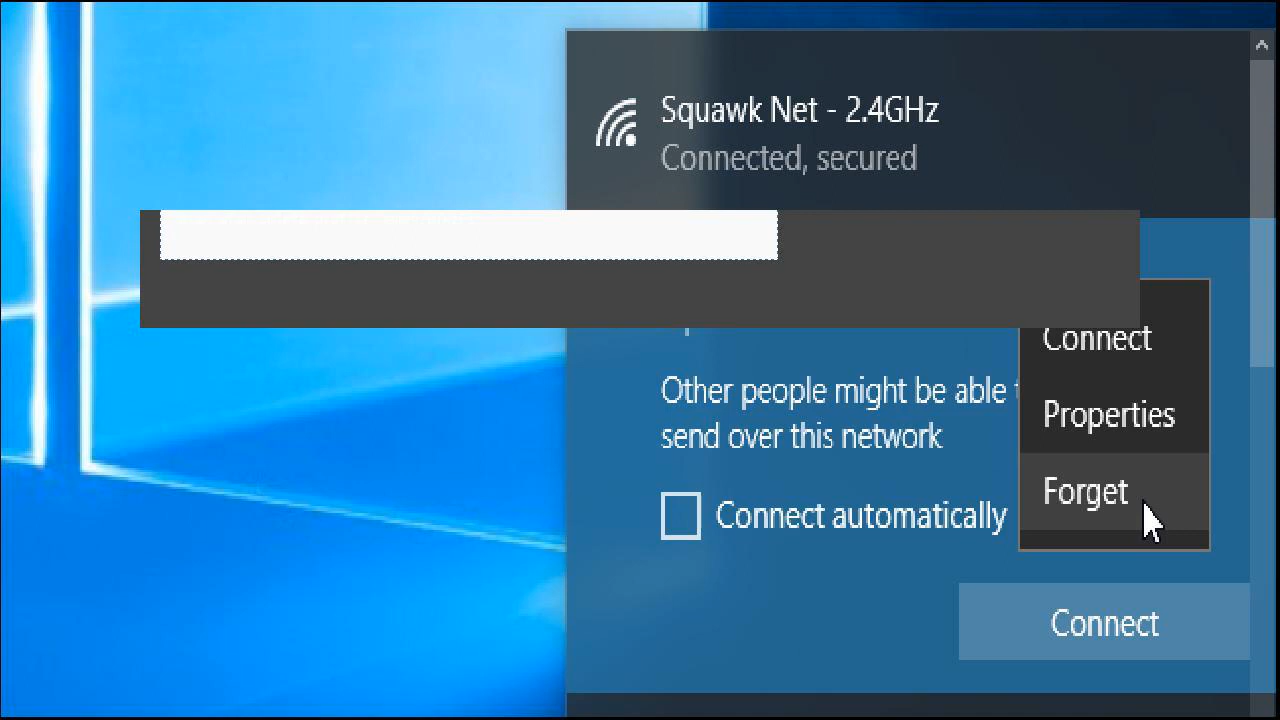 Squawk Net - 2.4GHz
Connected, secured
Connect
Other people might be able
Properties
send over this network
Forget
Connect automatically
Connect